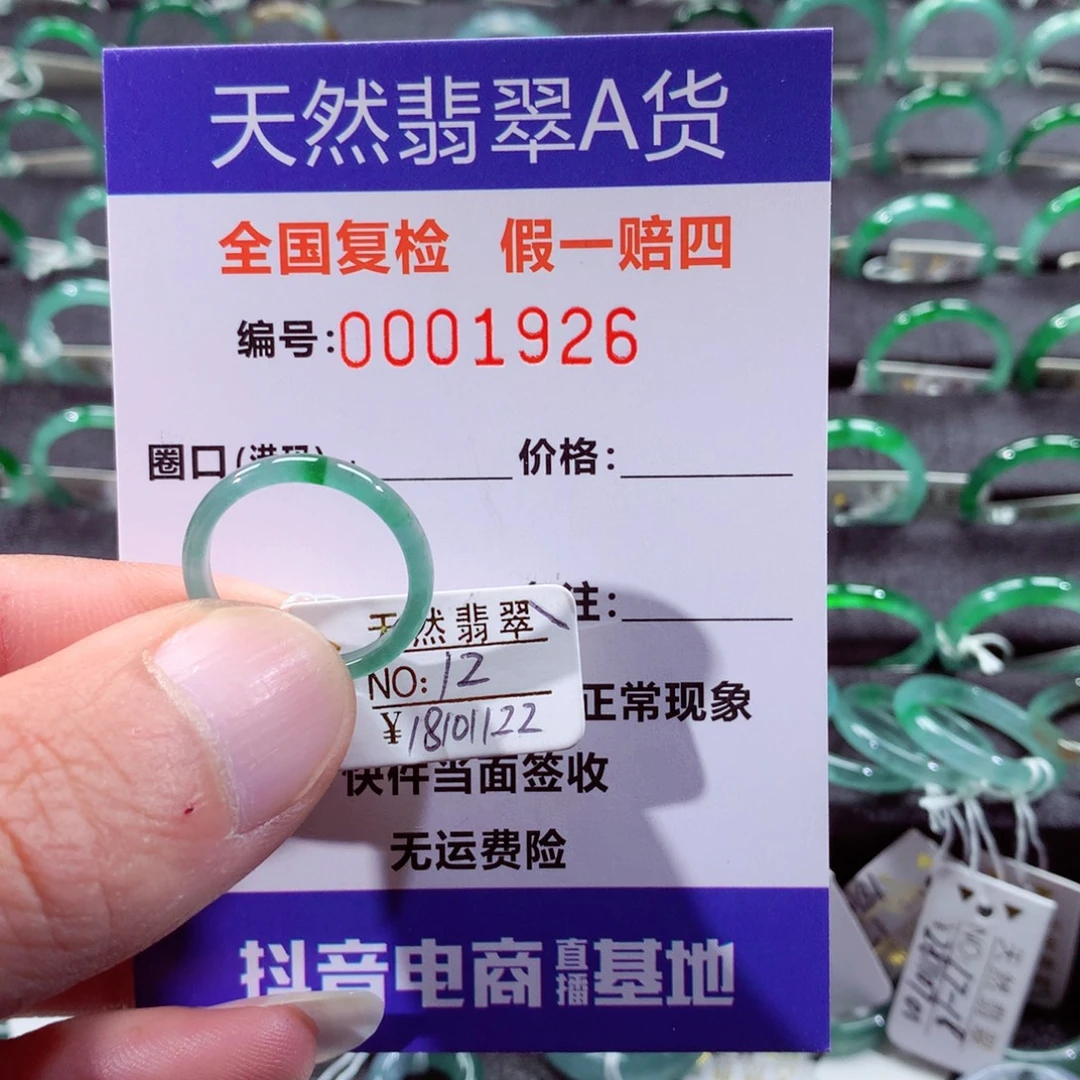 天然翡翠A货
全国复检 假一赔四
编号:0001926
圈口(港码): 价格:
注:
天然翡翠
NO: 12
¥18101122
正常现象
快件当面签收
无运费险
抖音电商直播基地